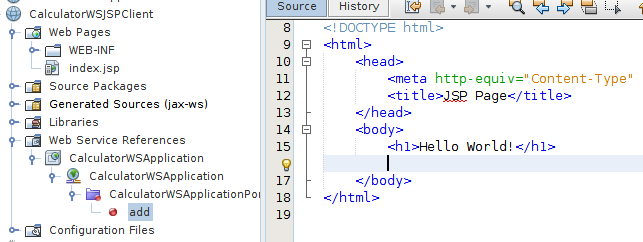 CalculatorWSJSPClient
Web Pages
WEB-INF
index.jsp
Source Packages
Generated Sources (jax-ws)
Libraries
Web Service References
CalculatorWSApplication
CalculatorWSApplication
CalculatorWSApplicationPor
add
Configuration Files
Source History
8 <!DOCTYPE html>
9 <html>
10 <head>
11 <meta http-equiv="Content-Type"
12 <title>JSP Page</title>
13 </head>
14 <body>
15 <h1>Hello World!</h1>
17 </body>
18 </html>
19